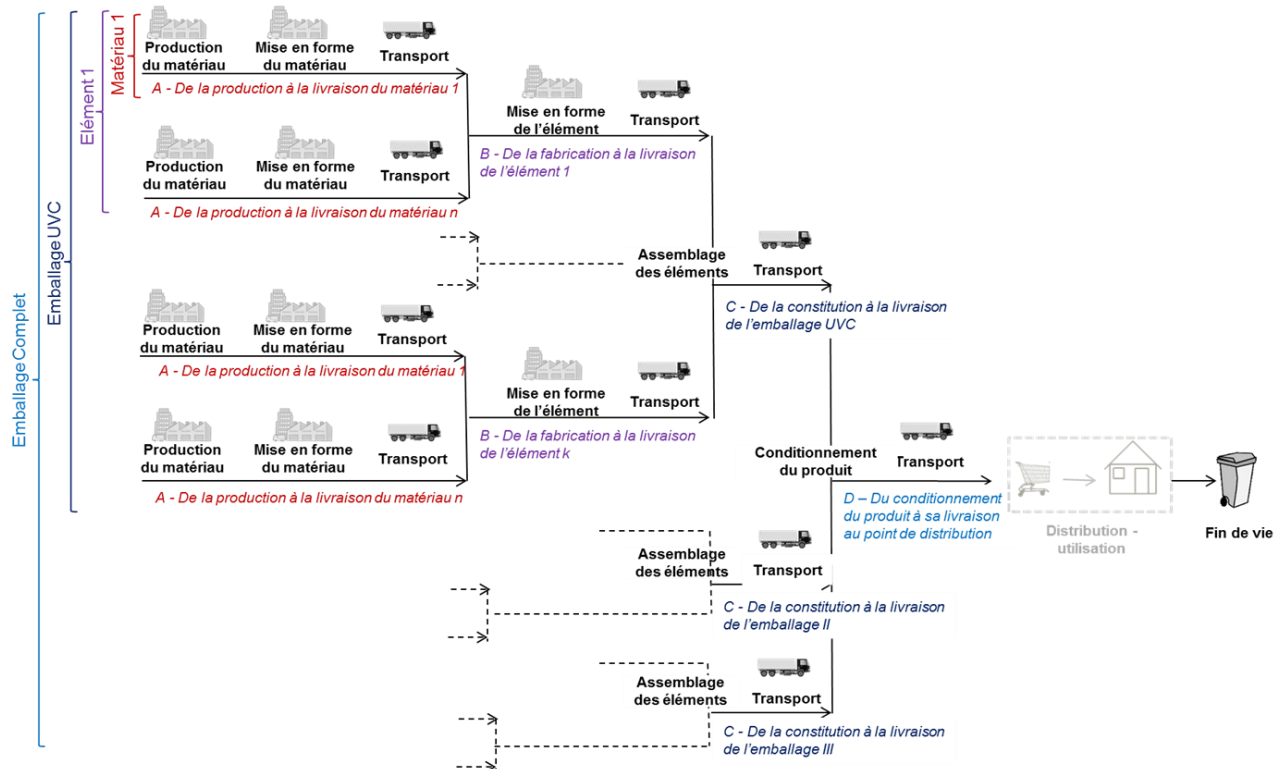 Emballage Complet
Emballage UVC
Elément 1
Matériau 1
Production
du matériau
Mise en forme
du matériau
Transport
A - De la production à la livraison du matériau 1
Production
du matériau
Mise en forme
du matériau
Transport
A - De la production à la livraison du matériau n
Mise en forme
de l'élément
Transport
B - De la fabrication à la livraison
de l'élément 1
Assemblage
des éléments
Transport
C - De la constitution à la livraison
de l'emballage UVC
Production
du matériau
Mise en forme
du matériau
Transport
A - De la production à la livraison du matériau 1
Mise en forme
de l'élément
Transport
B - De la fabrication à la livraison
de l'élément k
Production
du matériau
Mise en forme
du matériau
Transport
A - De la production à la livraison du matériau n
Conditionnement
du produit
Transport
D – Du conditionnement
du produit à sa livraison
au point de distribution
Distribution -
utilisation
Fin de vie
Assemblage
des éléments
Transport
C - De la constitution à la livraison
de l'emballage II
Assemblage
des éléments
Transport
C - De la constitution à la livraison
de l'emballage III